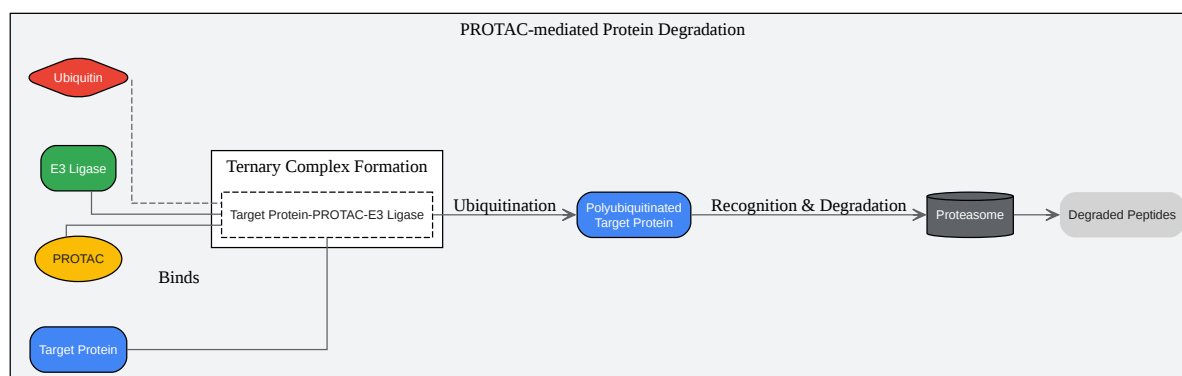 PROTAC-mediated Protein Degradation
Ubiquitin
E3 Ligase
Ternary Complex Formation
Target Protein-PROTAC-E3 Ligase
Ubiquitination
Polyubiquitinated
Target Protein
Recognition & Degradation
Proteasome
Degraded Peptides
PROTAC
Binds
Target Protein